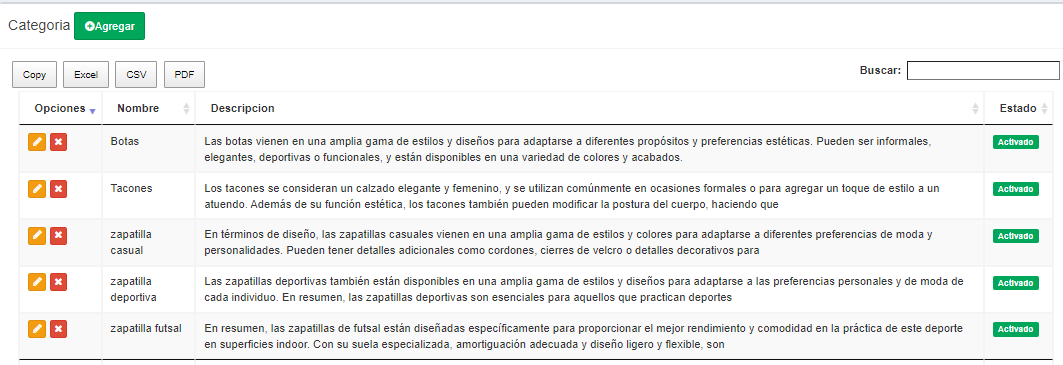 Categoria Agregar
Copy Excel CSV PDF Buscar:
Opciones Nombre Descripcion Estado
Botas Las botas vienen en una amplia gama de estilos y diseños para adaptarse a diferentes propósitos y preferencias estéticas. Pueden ser informales, Activado
elegantes, deportivas o funcionales, y están disponibles en una variedad de colores y acabados.
Tacones Los tacones se consideran un calzado elegante y femenino, y se utilizan comúnmente en ocasiones formales o para agregar un toque de estilo a un Activado
atuendo. Además de su función estética, los tacones también pueden modificar la postura del cuerpo, haciendo que
zapatilla En términos de diseño, las zapatillas casuales vienen en una amplia gama de estilos y colores para adaptarse a diferentes preferencias de moda y Activado
casual personalidades. Pueden tener detalles adicionales como cordones, cierres de velcro o detalles decorativos para
zapatilla Las zapatillas deportivas también están disponibles en una amplia gama de estilos y diseños para adaptarse a las preferencias personales y de moda de Activado
deportiva cada individuo. En resumen, las zapatillas deportivas son esenciales para aquellos que practican deportes
zapatilla futsal En resumen, las zapatillas de futsal están diseñadas específicamente para proporcionar el mejor rendimiento y comodidad en la práctica de este deporte Activado
en superficies indoor. Con su suela especializada, amortiguación adecuada y diseño ligero y flexible, son